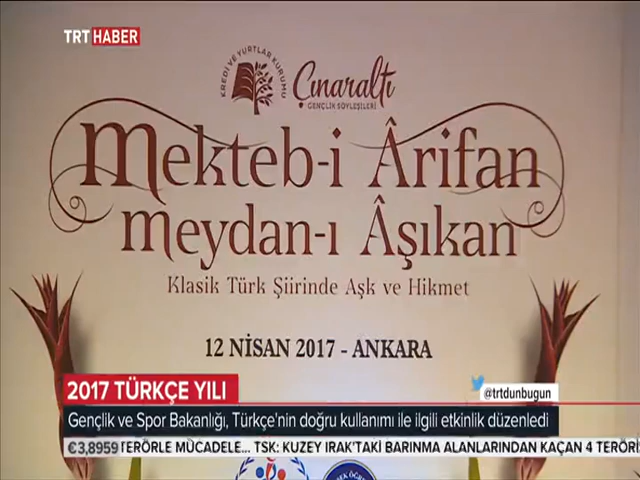 TRT HABER
KREDİ VE YURTLAR KURUMU
Çınaraltı
GENÇLİK SÖYLEŞİLERİ
Mekteb-i Ârifan
Meydan-ı Âşıkan
Klasik Türk Şiirinde Aşk ve Hikmet
12 NİSAN 2017 - ANKARA
2017 TÜRKÇE YILI
@trtdunbugun
Gençlik ve Spor Bakanlığı, Türkçe'nin doğru kullanımı ile ilgili etkinlik düzenledi
€3,8959 TERÖRLE MÜCADELE... TSK: KUZEY IRAK'TAKİ BARINMA ALANLARINDAN KAÇAN 4 TERÖRİ